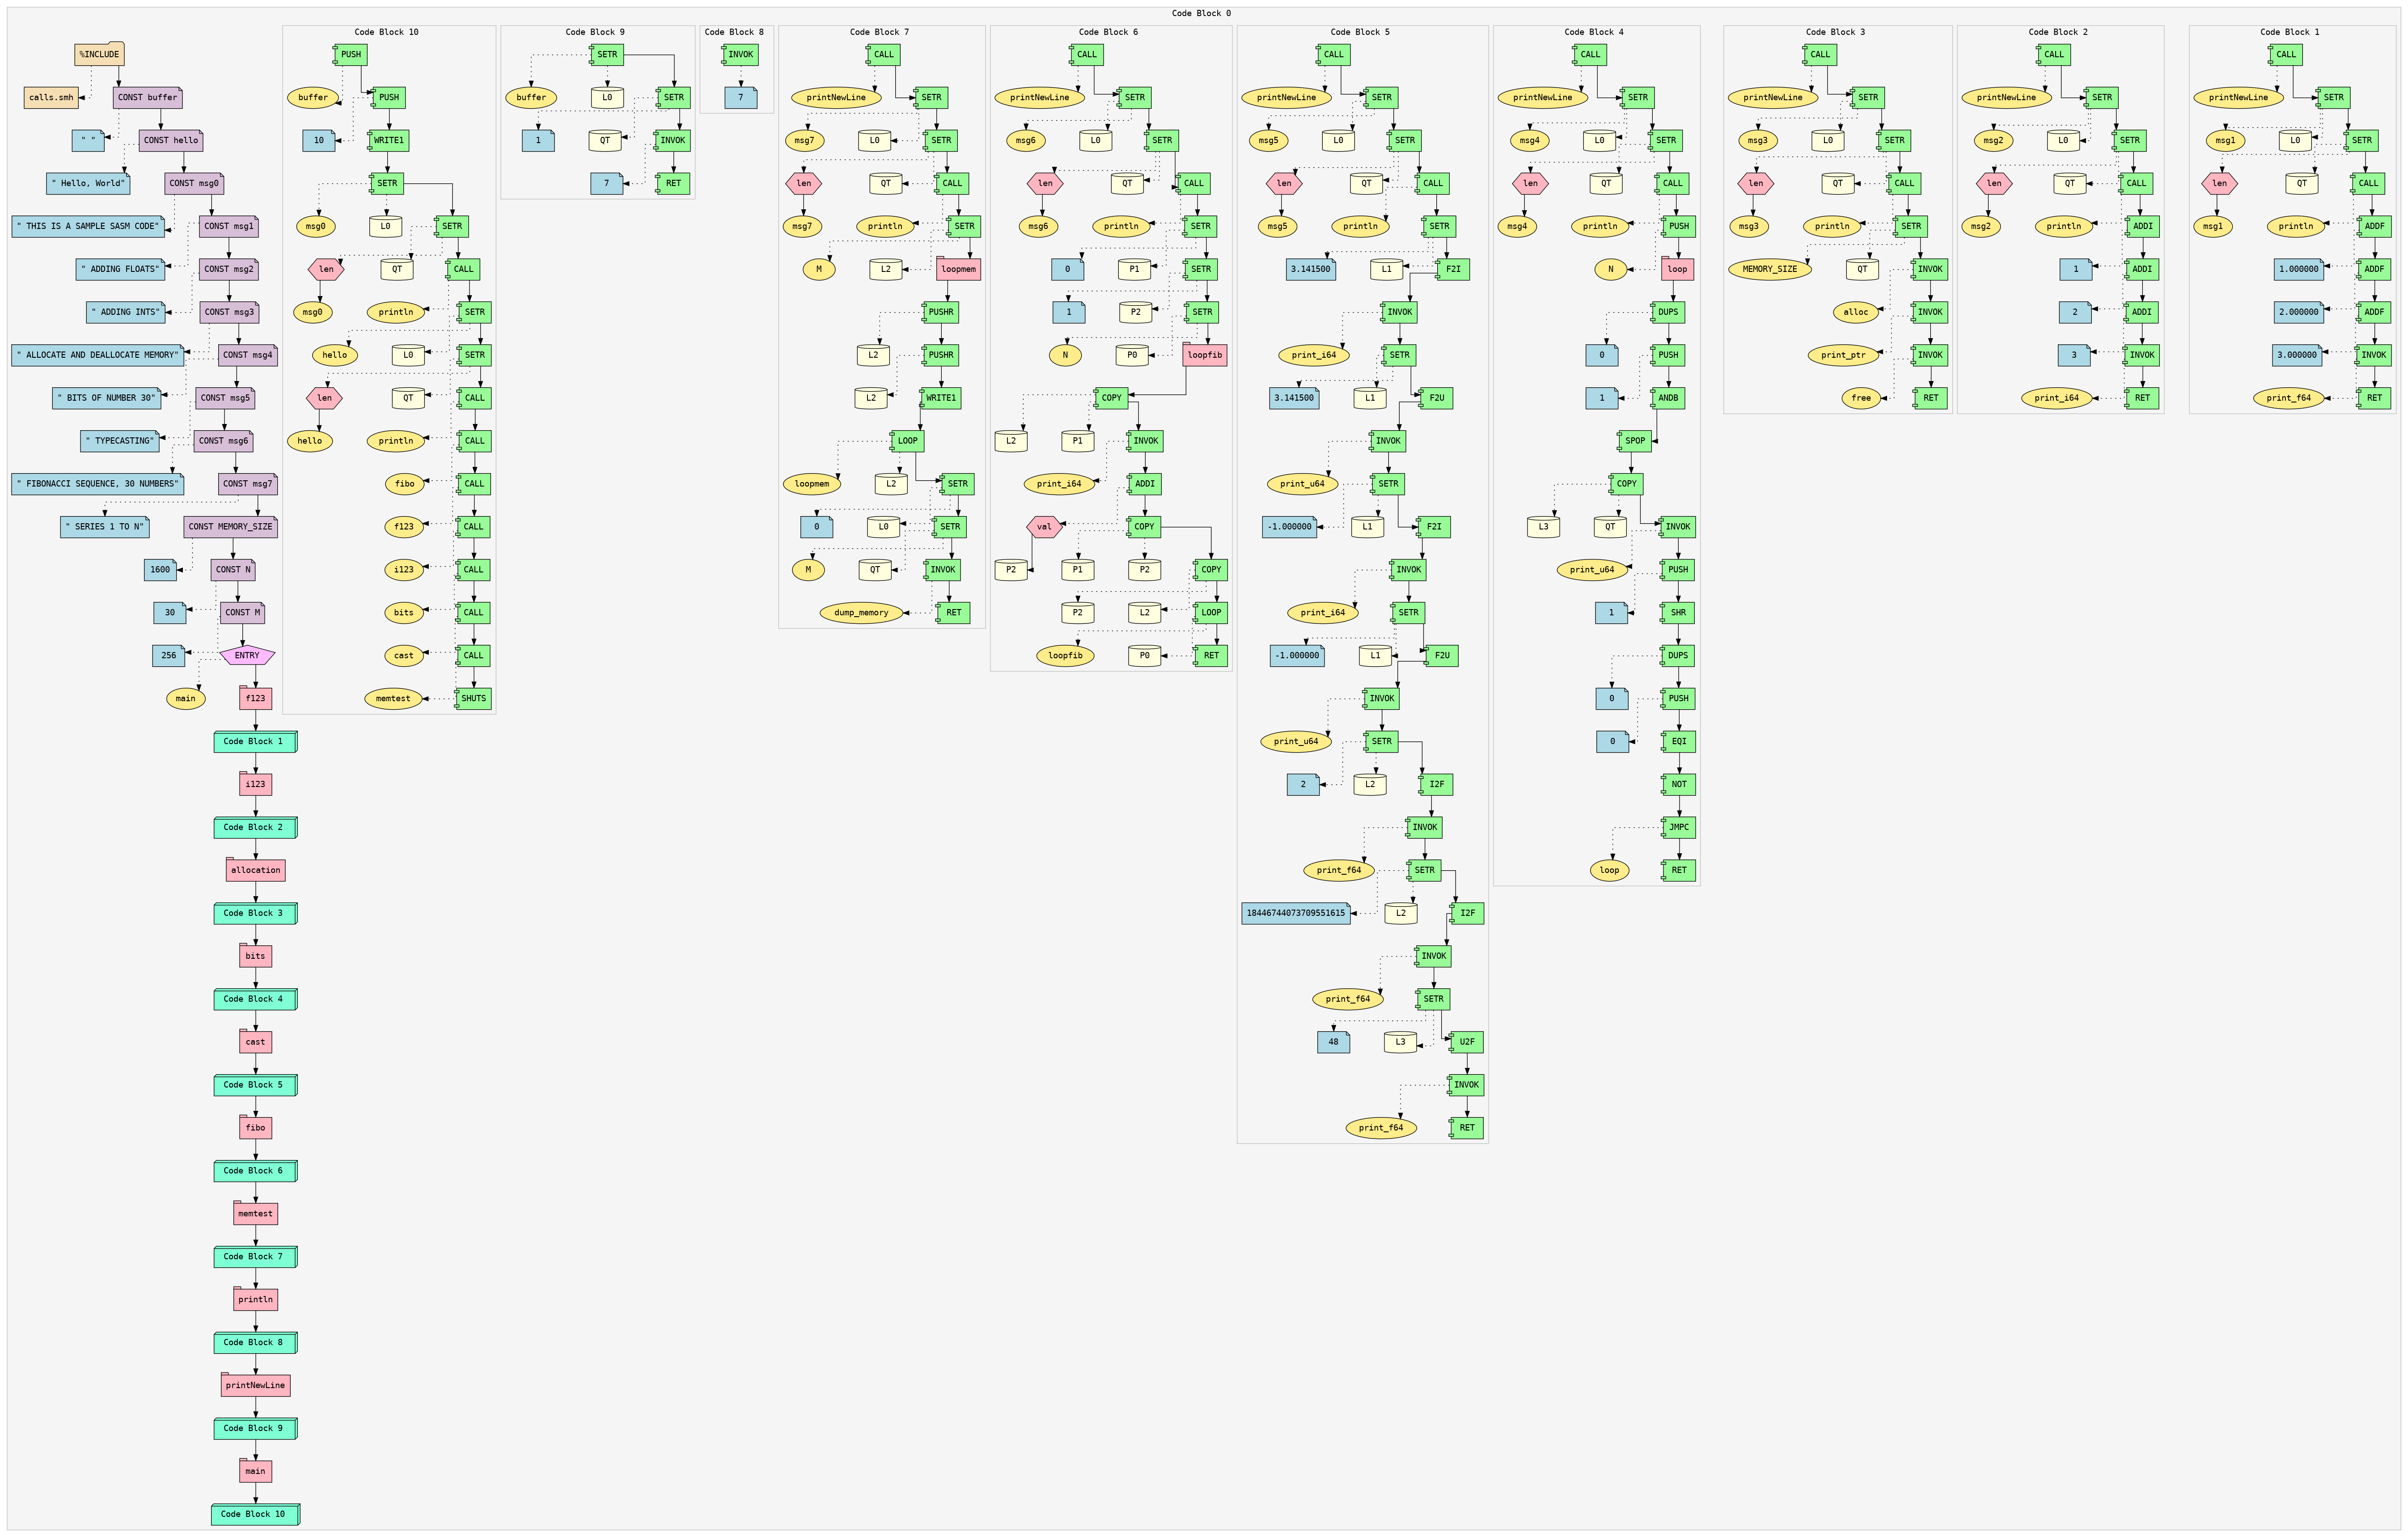 Code Block 0
%INCLUDE
calls.smh
CONST buffer
" "
CONST hello
" Hello, World"
CONST msg0
" THIS IS A SAMPLE SASM CODE"
CONST msg1
" ADDING FLOATS"
CONST msg2
" ADDING INTS"
CONST msg3
" ALLOCATE AND DEALLOCATE MEMORY"
CONST msg4
" BITS OF NUMBER 30"
CONST msg5
" TYPECASTING"
CONST msg6
" FIBONACCI SEQUENCE, 30 NUMBERS"
CONST msg7
" SERIES 1 TO N"
CONST MEMORY_SIZE
1600
CONST N
30
CONST M
256
ENTRY
main
f123
Code Block 1
i123
Code Block 2
allocation
Code Block 3
bits
Code Block 4
cast
Code Block 5
fibo
Code Block 6
memtest
Code Block 7
println
Code Block 8
printNewLine
Code Block 9
main
Code Block 10
Code Block 10
PUSH
buffer
PUSH
10
WRITE1
SETR
msg0
L0
SETR
len
QT
CALL
msg0
println
SETR
hello
L0
SETR
len
QT
CALL
hello
println
CALL
fibo
CALL
f123
CALL
i123
CALL
bits
CALL
cast
CALL
memtest
SHUTS
Code Block 9
SETR
buffer
L0
SETR
1
QT
INVOK
7
RET
Code Block 8
INVOK
7
Code Block 7
CALL
printNewLine
SETR
msg7
L0
SETR
len
QT
CALL
msg7
println
SETR
M
L2
loopmem
PUSHR
L2
PUSHR
L2
WRITE1
LOOP
loopmem
L2
SETR
0
L0
SETR
M
QT
INVOK
dump_memory
RET
Code Block 6
CALL
printNewLine
SETR
msg6
L0
SETR
len
QT
CALL
msg6
println
SETR
0
P1
SETR
1
P2
SETR
N
P0
loopfib
COPY
L2
P1
INVOK
print_i64
ADDI
val
COPY
P2
P1
P2
COPY
P2
L2
LOOP
loopfib
P0
RET
Code Block 5
CALL
printNewLine
SETR
msg5
L0
SETR
len
QT
CALL
msg5
println
SETR
3.141500
L1
F2I
INVOK
print_i64
SETR
3.141500
L1
F2U
INVOK
print_u64
SETR
-1.000000
L1
F2I
INVOK
print_i64
SETR
-1.000000
L1
F2U
INVOK
print_u64
SETR
2
L2
I2F
INVOK
print_f64
SETR
18446744073709551615
L2
I2F
INVOK
print_f64
SETR
48
L3
U2F
INVOK
print_f64
RET
Code Block 4
CALL
printNewLine
SETR
msg4
L0
SETR
len
QT
CALL
msg4
println
PUSH
N
loop
DUPS
0
PUSH
1
ANDB
SPOP
COPY
L3
QT
INVOK
print_u64
PUSH
1
SHR
DUPS
0
PUSH
0
EQI
NOT
JMPC
loop
RET
Code Block 3
CALL
printNewLine
SETR
msg3
L0
SETR
len
QT
CALL
msg3
println
SETR
MEMORY_SIZE
QT
INVOK
alloc
INVOK
print_ptr
INVOK
free
RET
Code Block 2
CALL
printNewLine
SETR
msg2
L0
SETR
len
QT
CALL
msg2
println
ADDI
1
ADDI
2
ADDI
3
INVOK
print_i64
RET
Code Block 1
CALL
printNewLine
SETR
msg1
L0
SETR
len
QT
CALL
msg1
println
ADDF
1.000000
ADDF
2.000000
ADDF
3.000000
INVOK
print_f64
RET